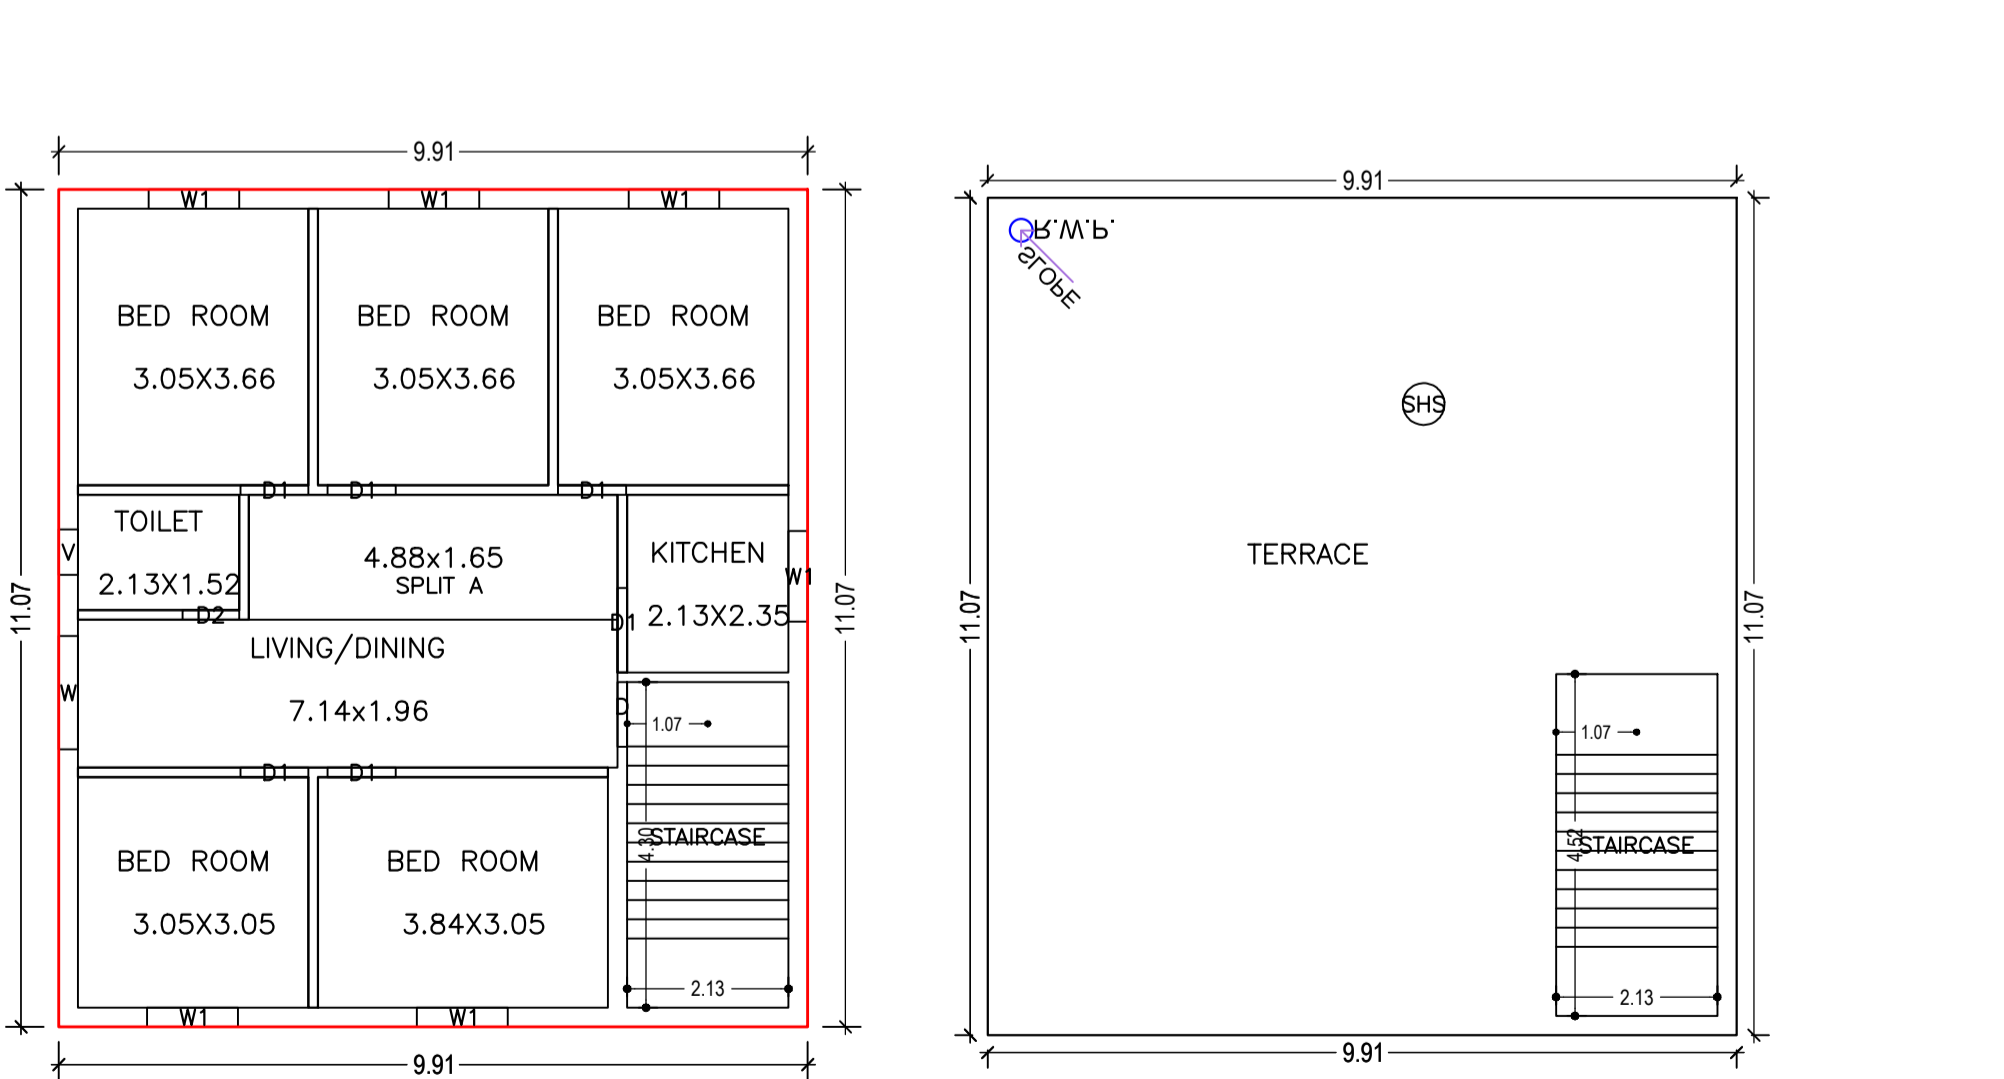 9.91
W1
W1
W1
BED ROOM
3.05X3.66
BED ROOM
3.05X3.66
BED ROOM
3.05X3.66
D1
D1
D1
TOILET
2.13X1.52
V
D2
4.88x1.65
SPLIT A
KITCHEN
2.13X2.35
W1
D1
11.07
11.07
LIVING/DINING
7.14x1.96
W
D
1.07
D1
D1
BED ROOM
3.05X3.05
BED ROOM
3.84X3.05
4.30
STAIRCASE
2.13
W1
W1
9.91
9.91
R.W.P.
SLOPE
SHS
TERRACE
11.07
11.07
1.07
4.52
STAIRCASE
2.13
9.91